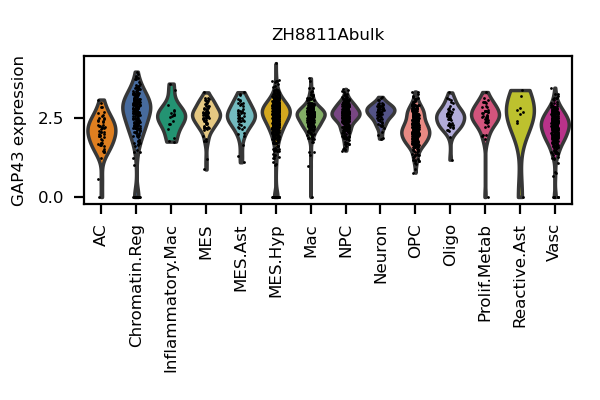 ZH8811Abulk
GAP43 expression
2.5
0.0
AC
Chromatin.Reg
Inflammatory.Mac
MES
MES.Ast
MES.Hyp
Mac
NPC
Neuron
OPC
Oligo
Prolif.Metab
Reactive.Ast
Vasc